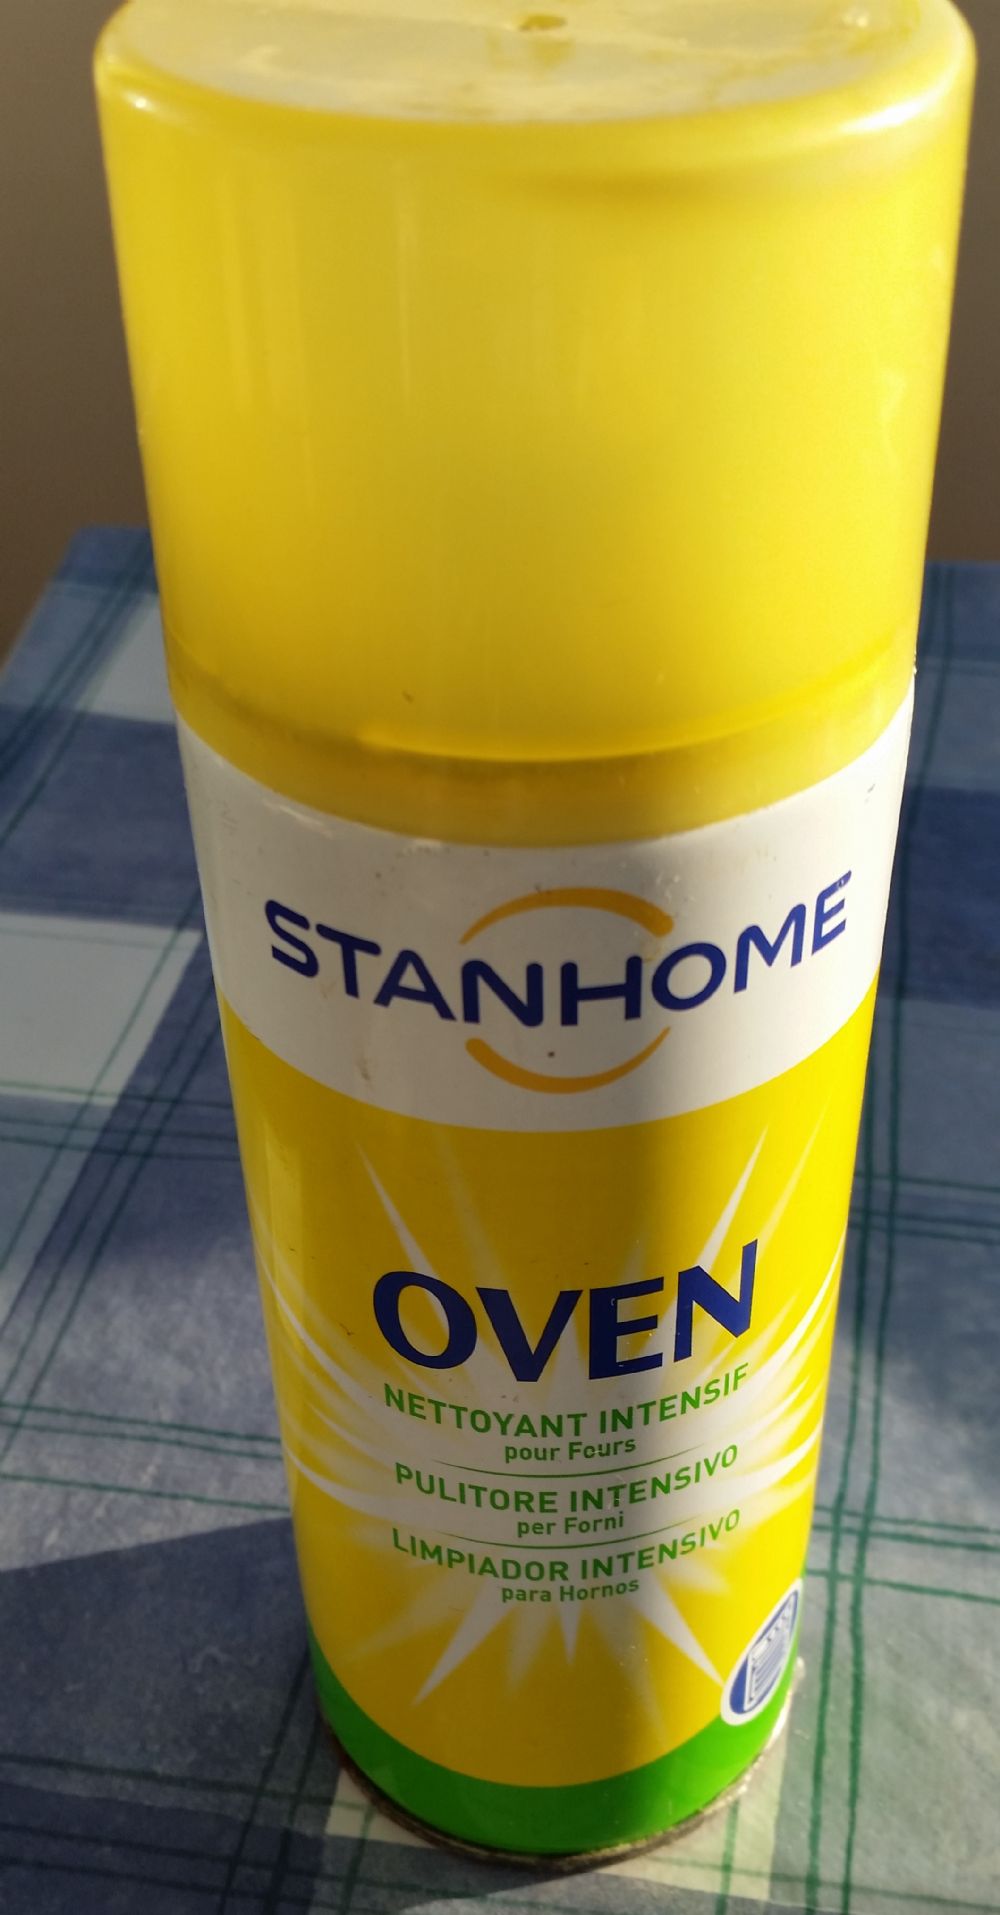 STANHOME
OVEN
NETTOYANT INTENSIF
pour Fours
PULITORE INTENSIVO
per Forni
LIMPIADOR INTENSIVO
para Hornos